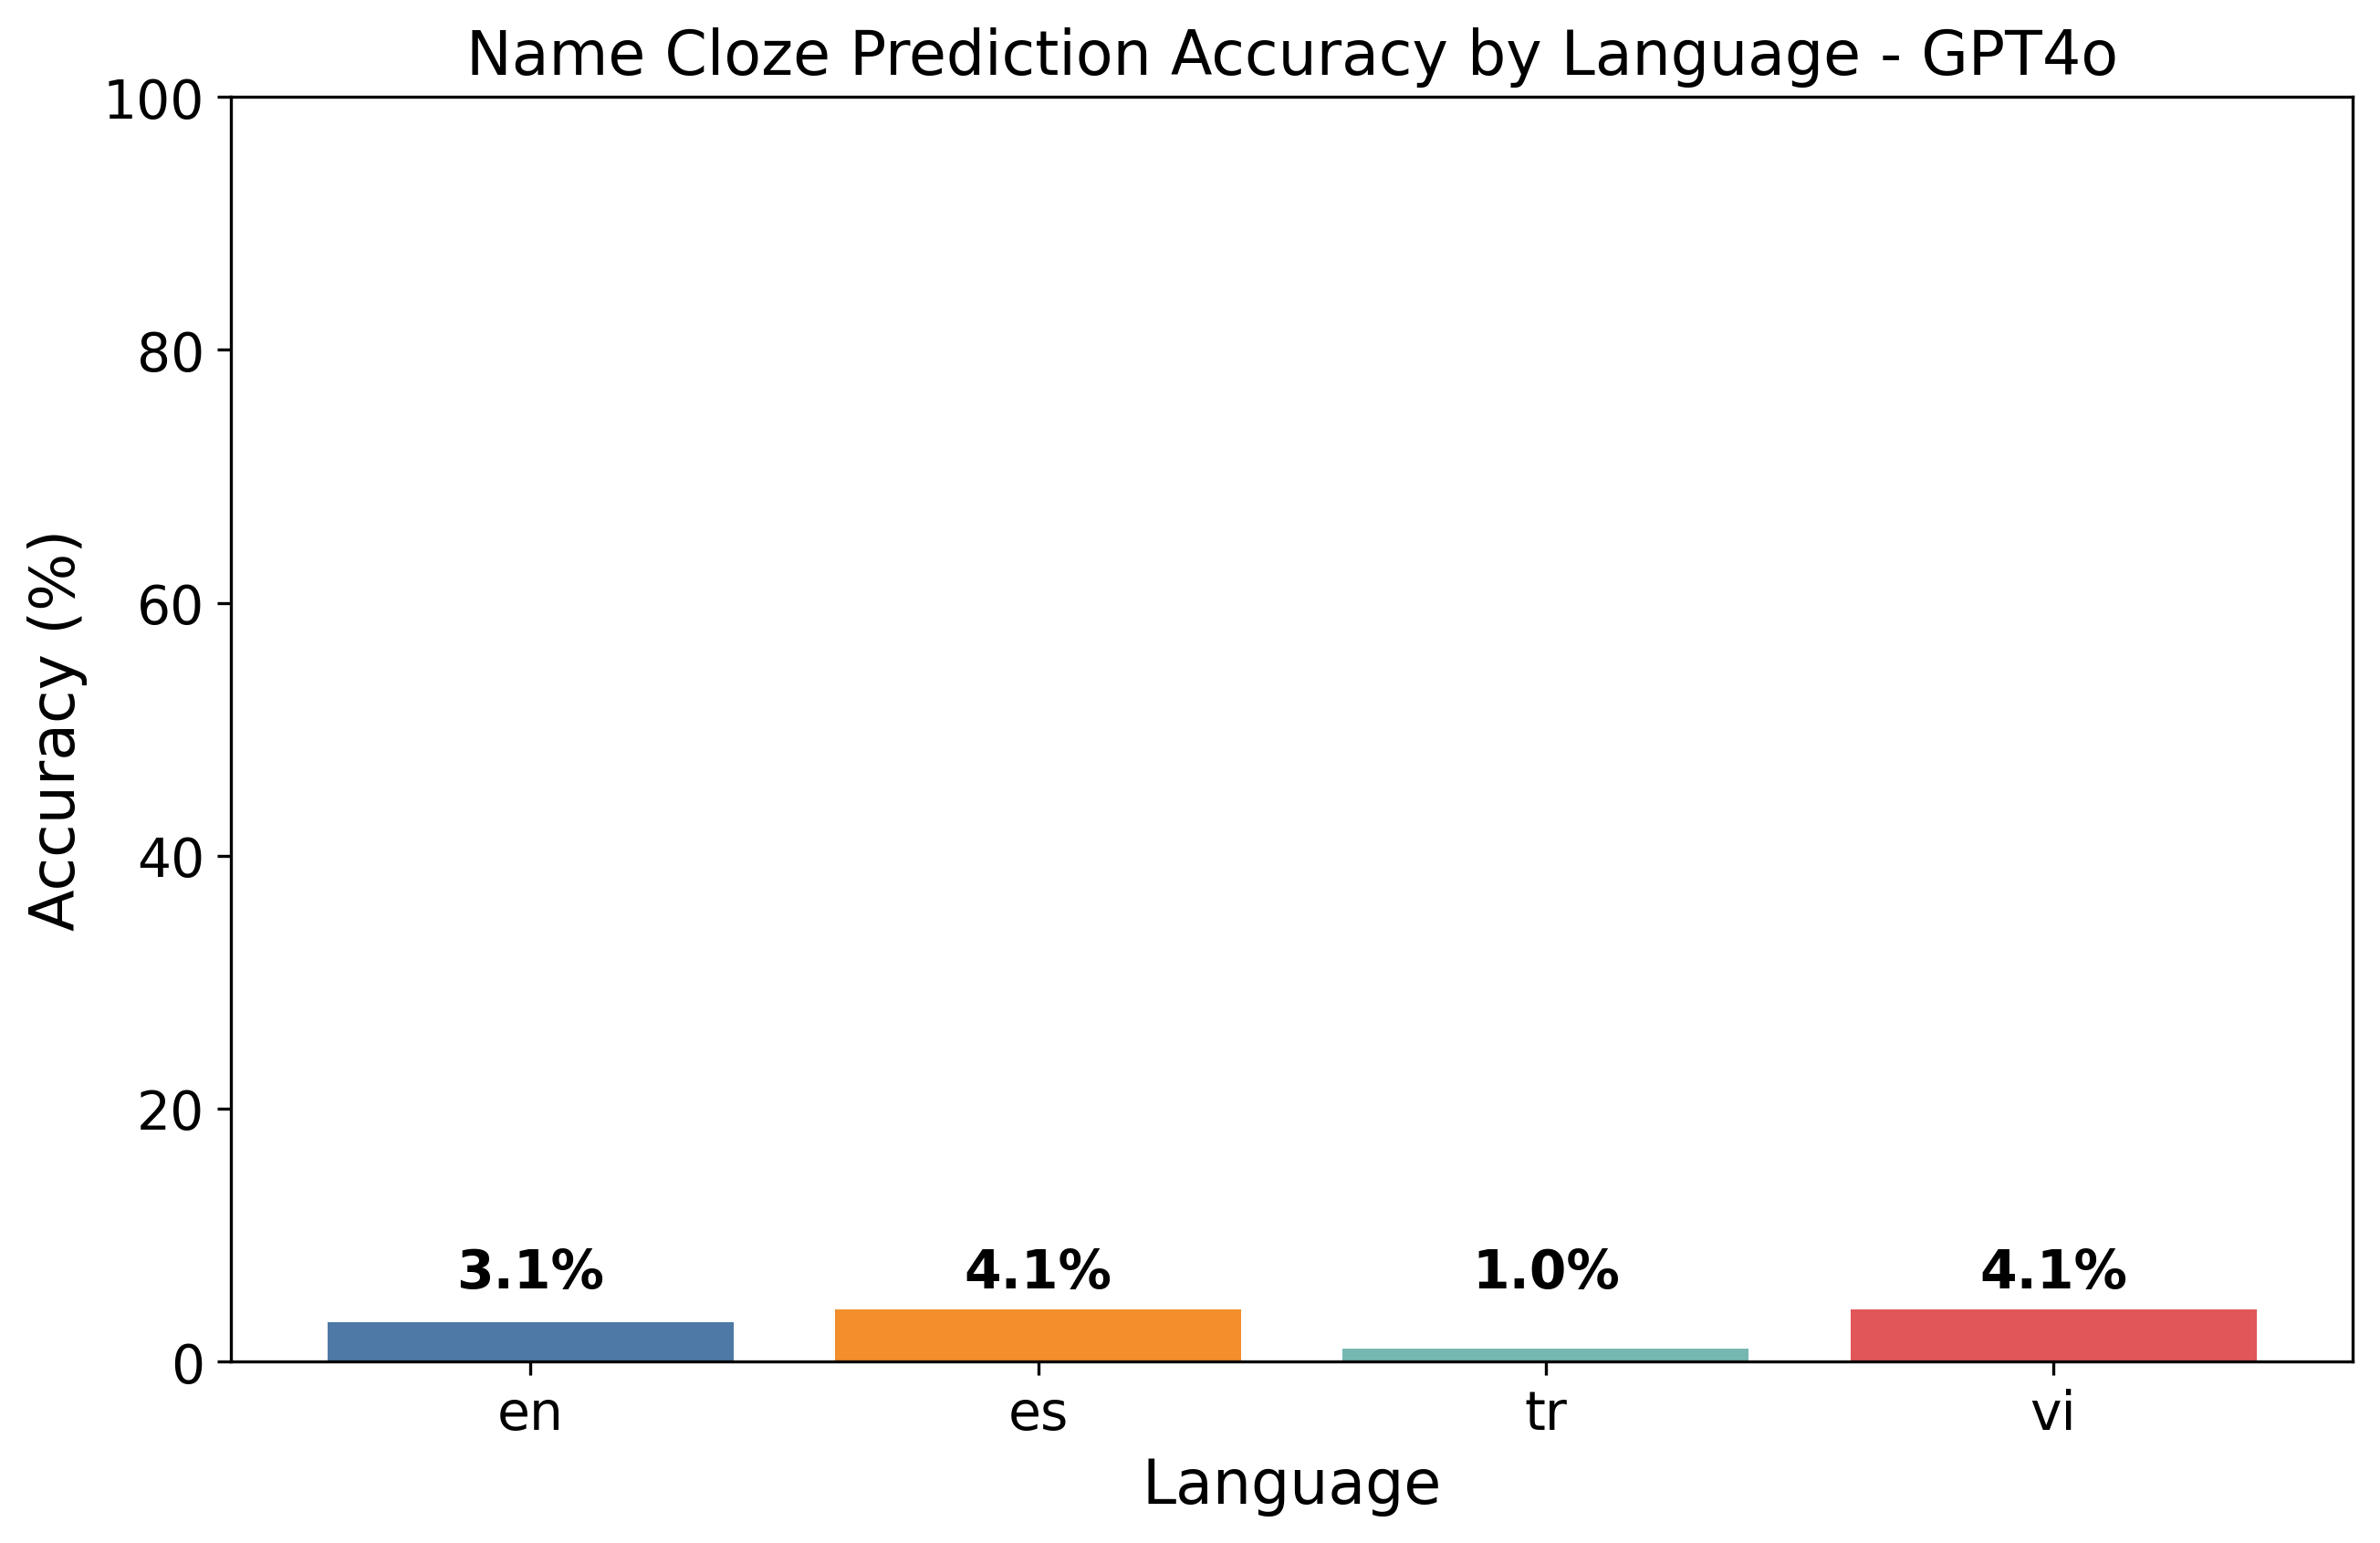 Name Cloze Prediction Accuracy by Language - GPT4o
Accuracy (%)
100
80
60
40
20
0
3.1%
4.1%
1.0%
4.1%
en
es
tr
vi
Language